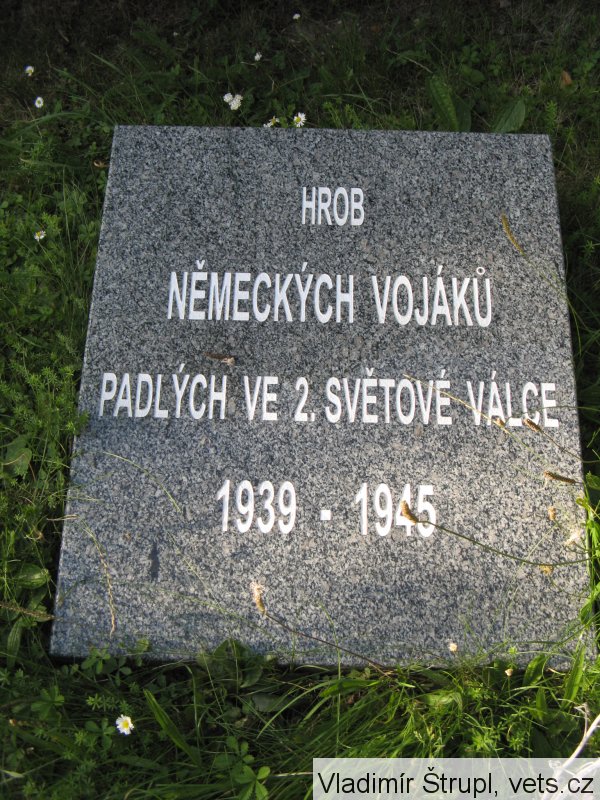 HROB
NĚMECKÝCH VOJÁKŮ
PADLÝCH VE 2. SVĚTOVÉ VÁLCE
1939 - 1945
Vladimír Štrupl, vets.cz